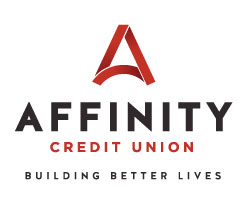 AFFINITY
CREDIT UNION
BUILDING BETTER LIVES